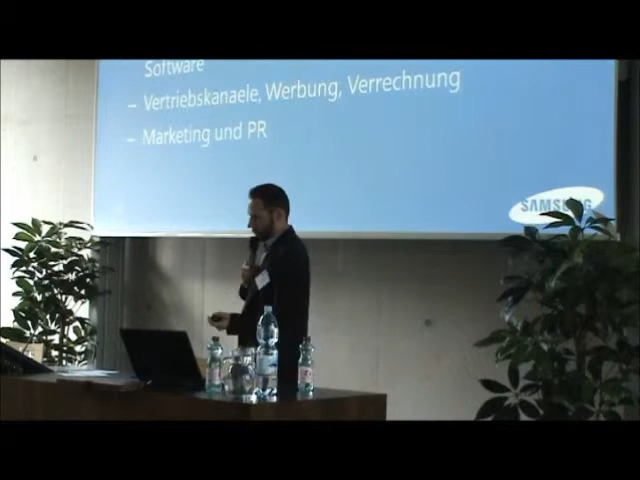 Software
– Vertriebskanaele, Werbung, Verrechnung
– Marketing und PR
SAMSUNG